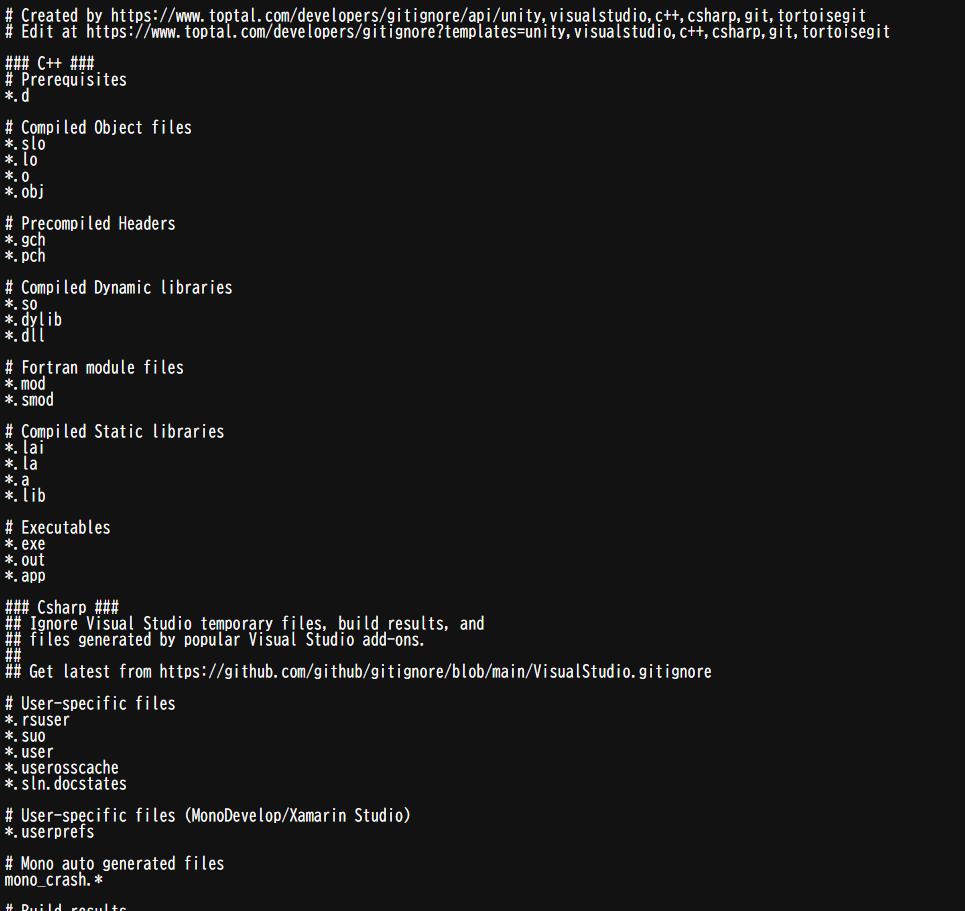 # Created by https://www.toptal.com/developers/gitignore/api/unity,visualstudio,c++,csharp,git,tortoisegit
# Edit at https://www.toptal.com/developers/gitignore?templates=unity,visualstudio,c++,csharp,git,tortoisegit
### C++ ###
# Prerequisites
*.d
# Compiled Object files
*.slo
*.lo
*.o
*.obj
# Precompiled Headers
*.gch
*.pch
# Compiled Dynamic libraries
*.so
*.dylib
*.dll
# Fortran module files
*.mod
*.smod
# Compiled Static libraries
*.lai
*.la
*.a
*.lib
# Executables
*.exe
*.out
*.app
### Csharp ###
## Ignore Visual Studio temporary files, build results, and
## files generated by popular Visual Studio add-ons.
##
## Get latest from https://github.com/github/gitignore/blob/main/VisualStudio.gitignore
# User-specific files
*.rsuser
*.suo
*.user
*.userosscache
*.sln.docstates
# User-specific files (MonoDevelop/Xamarin Studio)
*.userprefs
# Mono auto generated files
mono_crash.*
# Build results